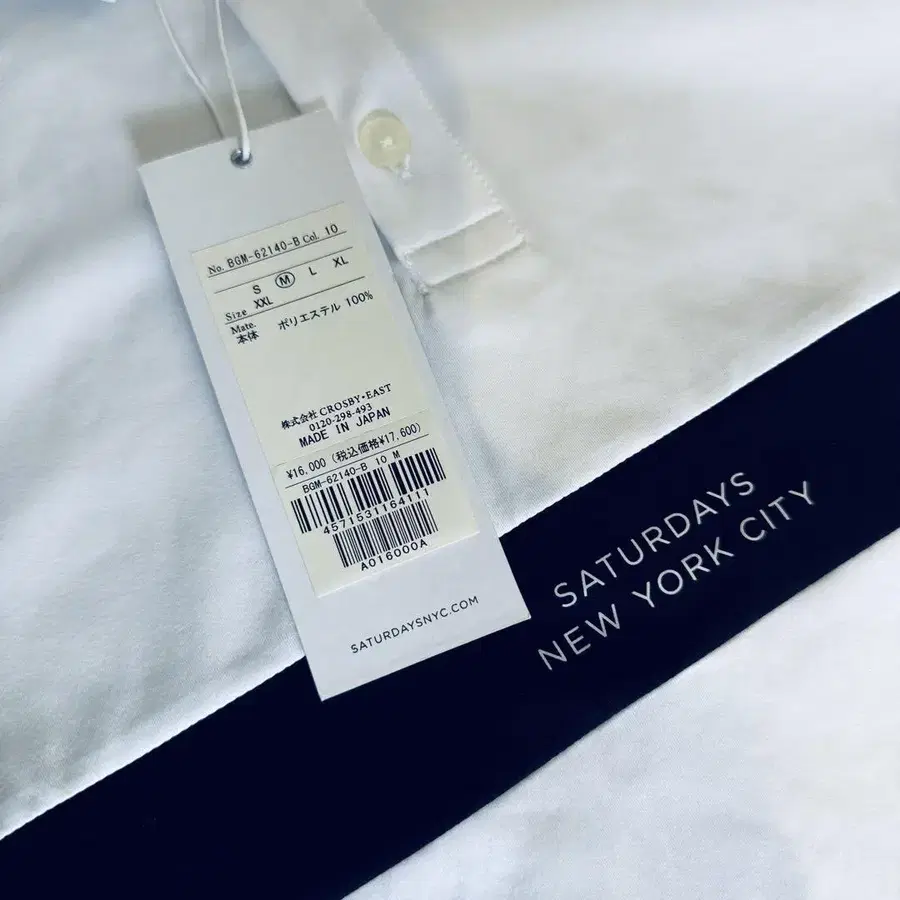 No. BGM-62140-B Col. 10
S M L XL
Size XXL
Mate.
本体 ポリエステル 100%
株式会社 CROSBY・EAST
0120-298-493
MADE IN JAPAN
¥16,000 (税込価格¥17,600)
BGM-62140-B 10 M
4571531164111
A016000A
SATURDAYSNYC.COM
SATURDAYS
NEW YORK CITY